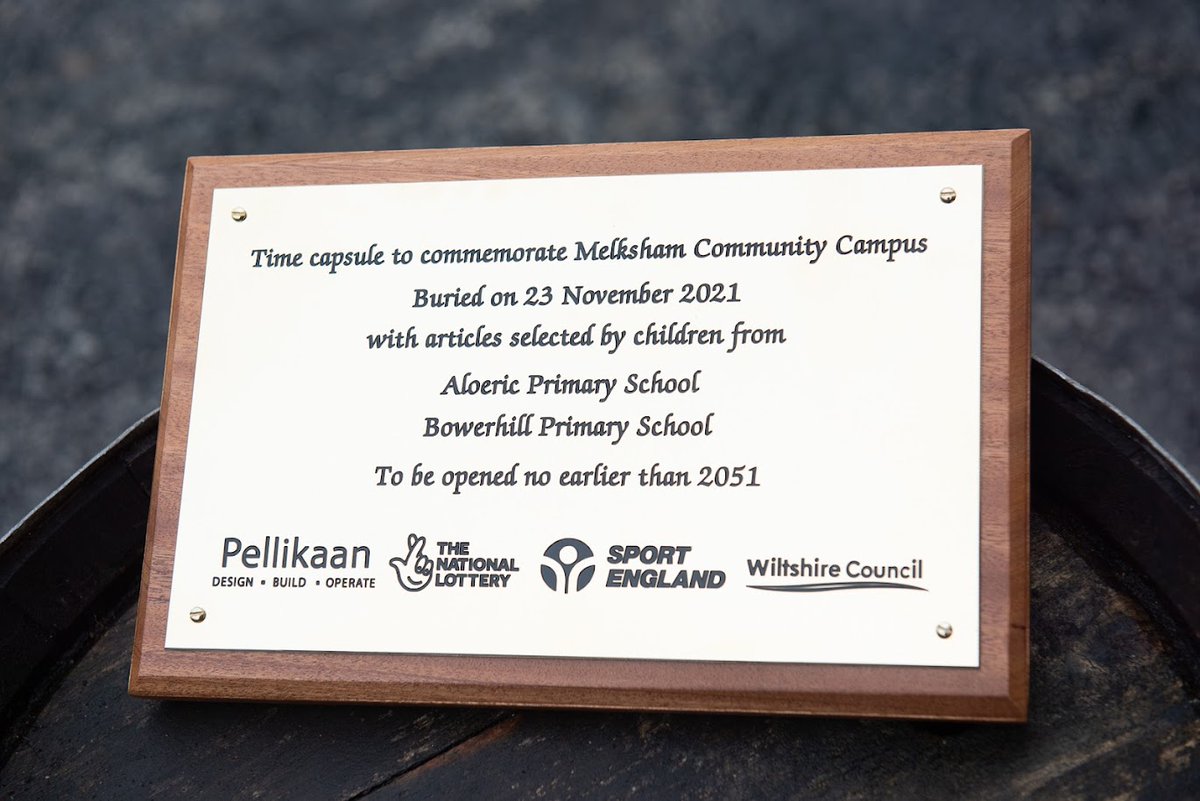 Time capsule to commemorate Melksham Community Campus
Buried on 23 November 2021
with articles selected by children from
Aloeric Primary School
Bowerhill Primary School
To be opened no earlier than 2051
Pellikaan
DESIGN • BUILD • OPERATE
THE
NATIONAL
LOTTERY
SPORT
ENGLAND
Wiltshire Council